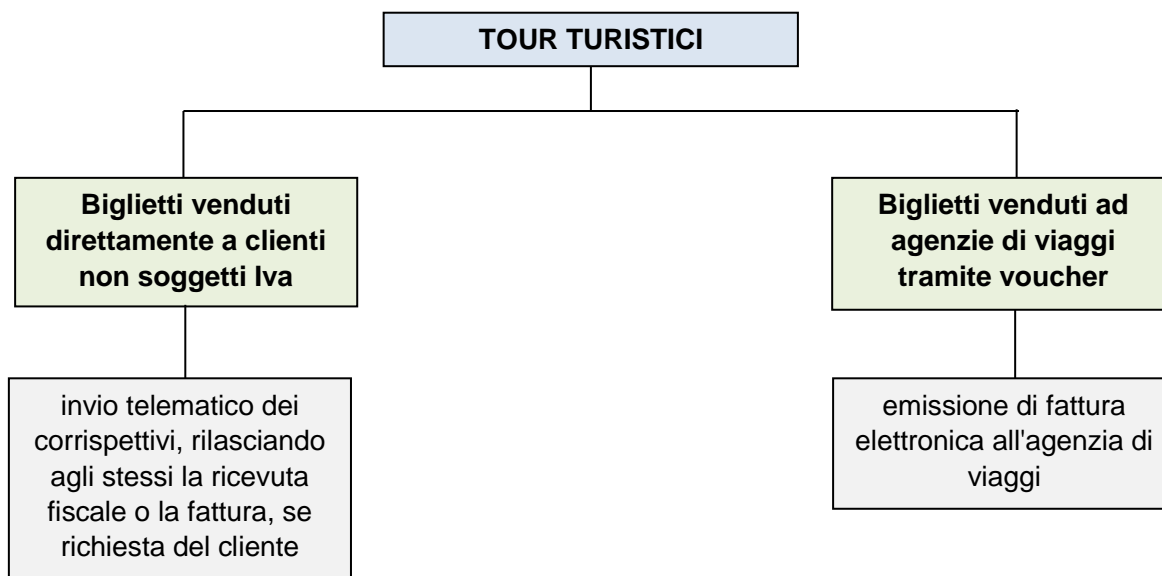 TOUR TURISTICI
Biglietti venduti
direttamente a clienti
non soggetti Iva
invio telematico dei
corrispettivi, rilasciando
agli stessi la ricevuta
fiscale o la fattura, se
richiesta del cliente
Biglietti venduti ad
agenzie di viaggi
tramite voucher
emissione di fattura
elettronica all'agenzia di
viaggi